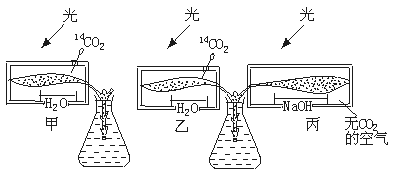 光 光 光
¹⁴CO₂ ¹⁴CO₂
H₂O H₂O NaOH
甲 乙 丙 无CO₂
的空气